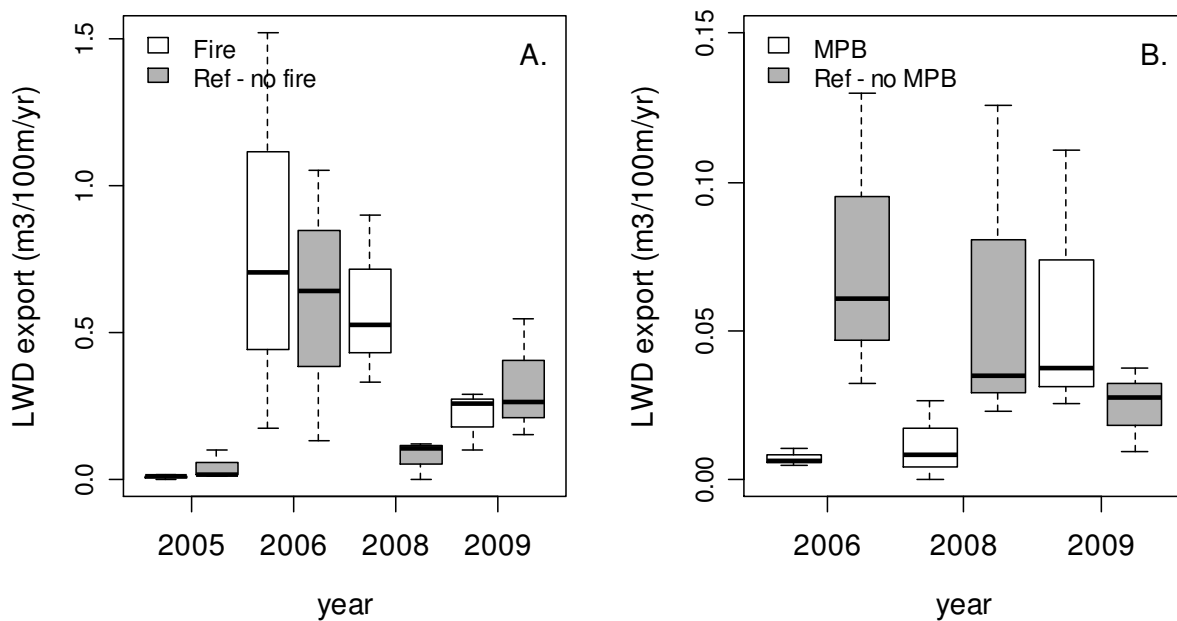 LWD export (m3/100m/yr)
1.5
1.0
0.5
0.0
Fire
Ref - no fire
A.
2005
2006
2008
2009
year
LWD export (m3/100m/yr)
0.15
0.10
0.05
0.00
MPB
Ref - no MPB
B.
2006
2008
2009
year